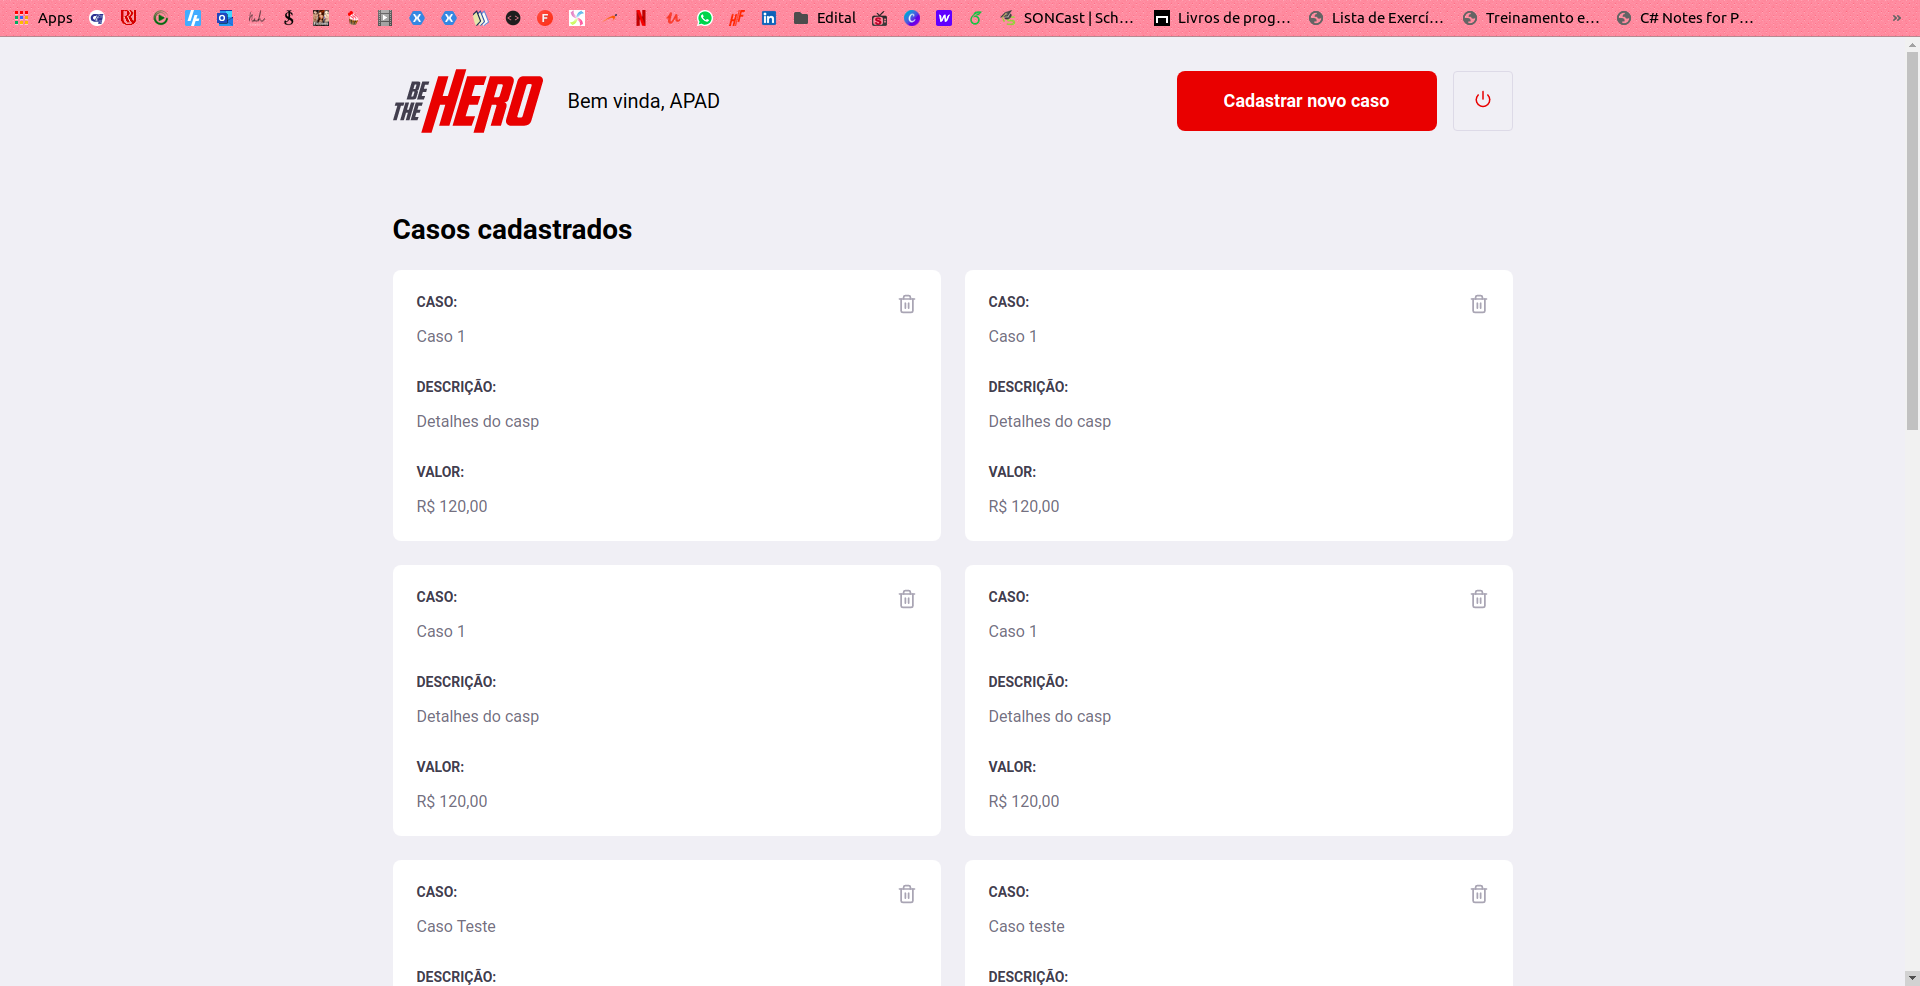 Apps Edital SONCast | Sch... Livros de prog... Lista de Exercí... Treinamento e... C# Notes for P... »
BE THE HERO Bem vinda, APAD Cadastrar novo caso
Casos cadastrados
CASO:
Caso 1
DESCRIÇÃO:
Detalhes do casp
VALOR:
R$ 120,00
CASO:
Caso 1
DESCRIÇÃO:
Detalhes do casp
VALOR:
R$ 120,00
CASO:
Caso 1
DESCRIÇÃO:
Detalhes do casp
VALOR:
R$ 120,00
CASO:
Caso 1
DESCRIÇÃO:
Detalhes do casp
VALOR:
R$ 120,00
CASO:
Caso Teste
DESCRIÇÃO:
CASO:
Caso teste
DESCRIÇÃO: